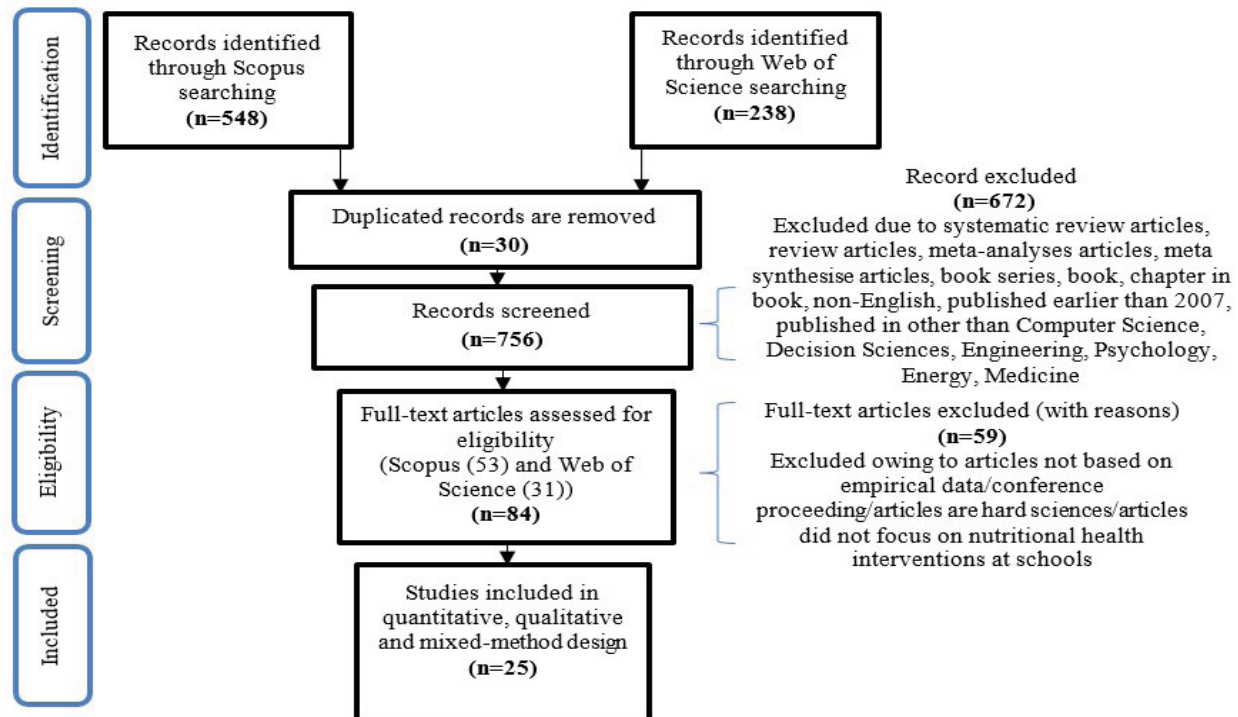 Identification
Records identified
through Scopus
searching
(n=548)
Records identified
through Web of
Science searching
(n=238)
Screening
Duplicated records are removed
(n=30)
Record excluded
(n=672)
Excluded due to systematic review articles,
review articles, meta-analyses articles, meta
synthesise articles, book series, book, chapter in
book, non-English, published earlier than 2007,
published in other than Computer Science,
Decision Sciences, Engineering, Psychology,
Energy, Medicine
Records screened
(n=756)
Eligibility
Full-text articles assessed for
eligibility
(Scopus (53) and Web of
Science (31))
(n=84)
Full-text articles excluded (with reasons)
(n=59)
Excluded owing to articles not based on
empirical data/conference
proceeding/articles are hard sciences/articles
did not focus on nutritional health
interventions at schools
Included
Studies included in
quantitative, qualitative
and mixed-method design
(n=25)